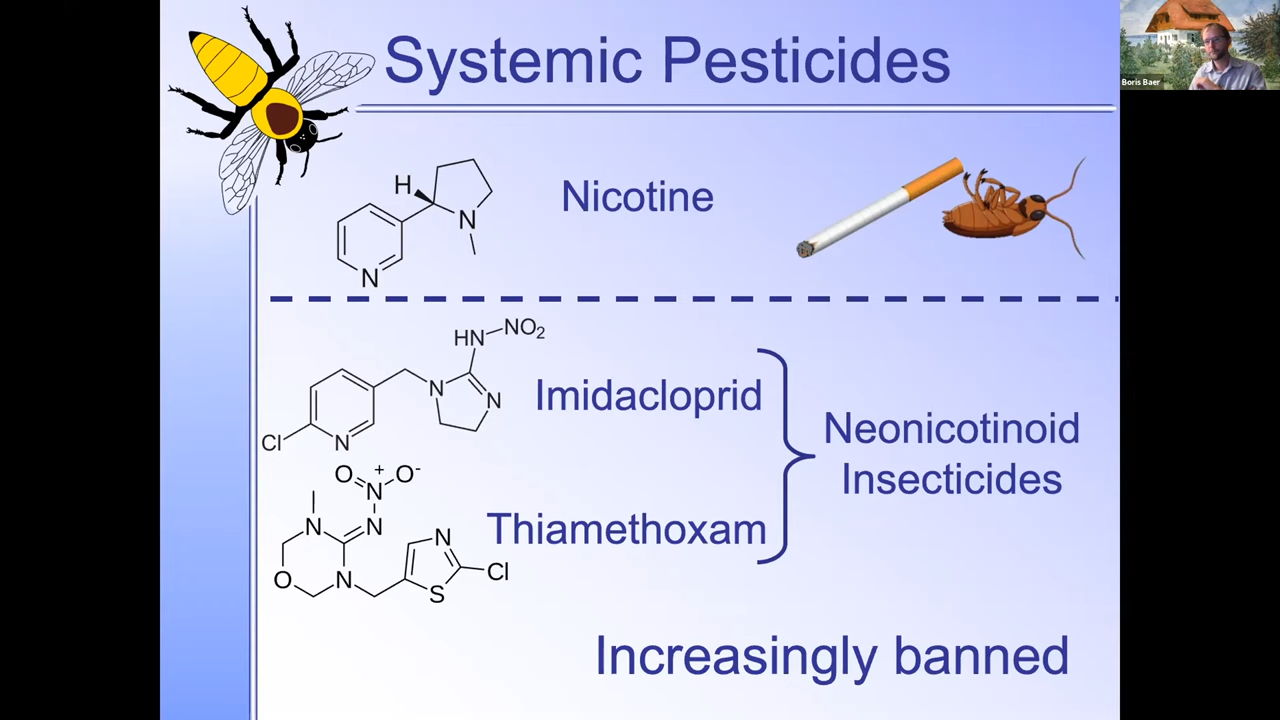 Systemic Pesticides
Boris Baer
H
N
N
Nicotine
HN-NO2
N
N
Cl
N
Imidacloprid
O + O-
N
N
N
O
N
N
S
Cl
Thiamethoxam
Neonicotinoid
Insecticides
Increasingly banned